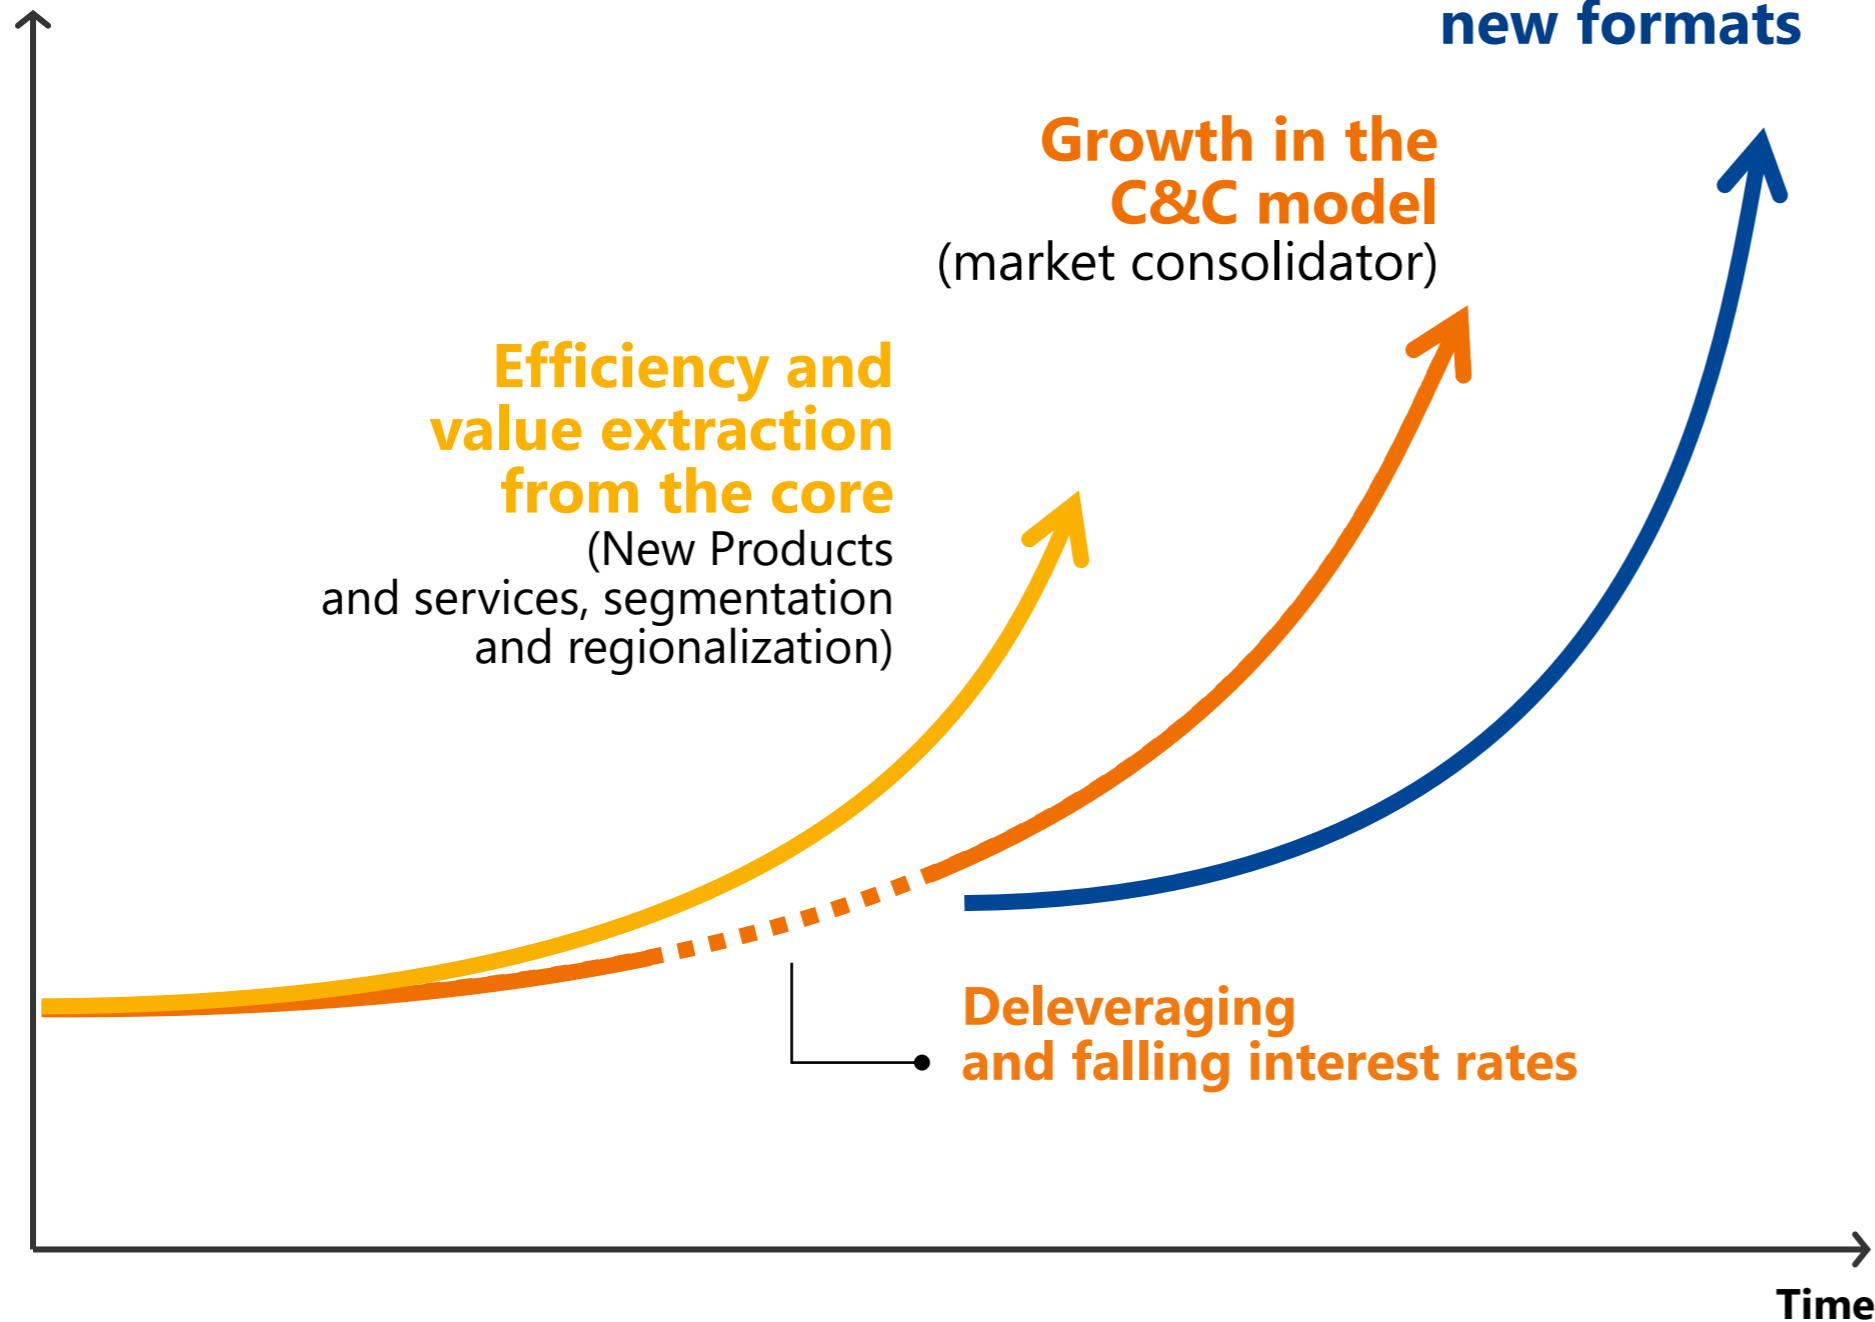 new formats
Growth in the
C&C model
(market consolidator)
Efficiency and
value extraction
from the core
(New Products
and services, segmentation
and regionalization)
Deleveraging
and falling interest rates
Time